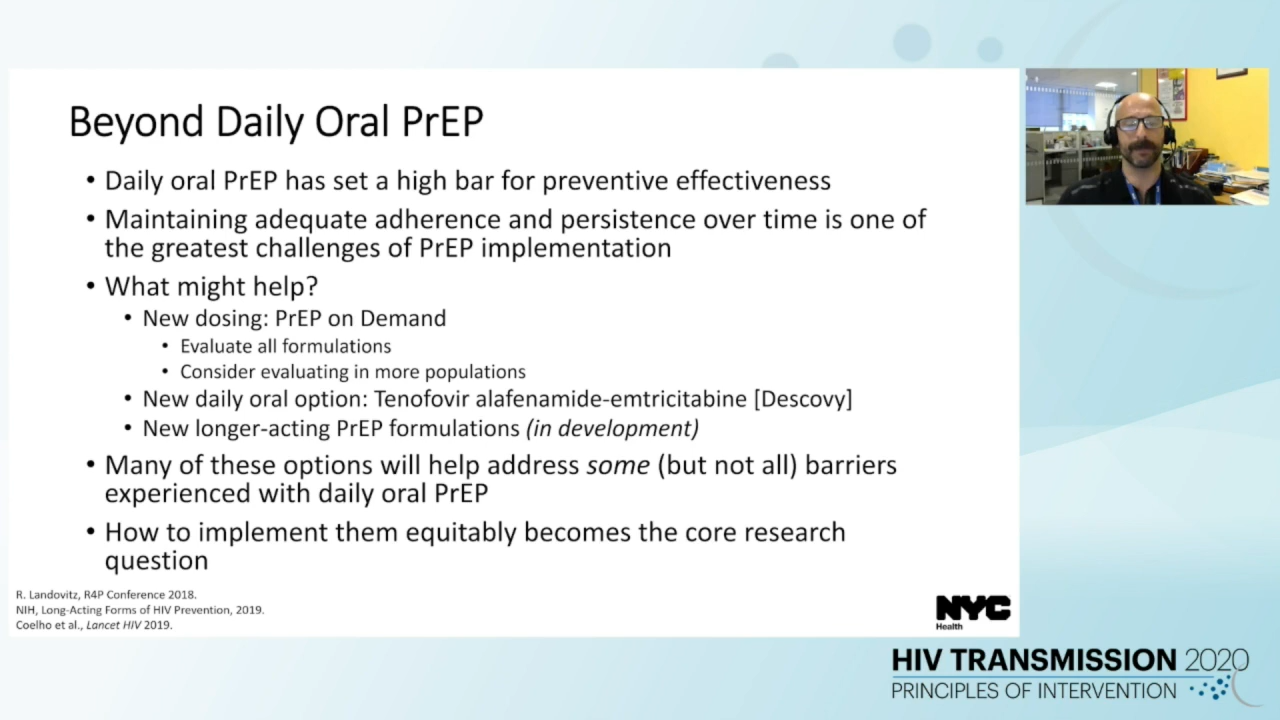 Beyond Daily Oral PrEP
• Daily oral PrEP has set a high bar for preventive effectiveness
• Maintaining adequate adherence and persistence over time is one of
the greatest challenges of PrEP implementation
• What might help?
• New dosing: PrEP on Demand
• Evaluate all formulations
• Consider evaluating in more populations
• New daily oral option: Tenofovir alafenamide-emtricitabine [Descovy]
• New longer-acting PrEP formulations (in development)
• Many of these options will help address some (but not all) barriers
experienced with daily oral PrEP
• How to implement them equitably becomes the core research
question
R. Landovitz, R4P Conference 2018.
NIH, Long-Acting Forms of HIV Prevention, 2019.
Coelho et al., Lancet HIV 2019.
NYC
Health
HIV TRANSMISSION 2020
PRINCIPLES OF INTERVENTION